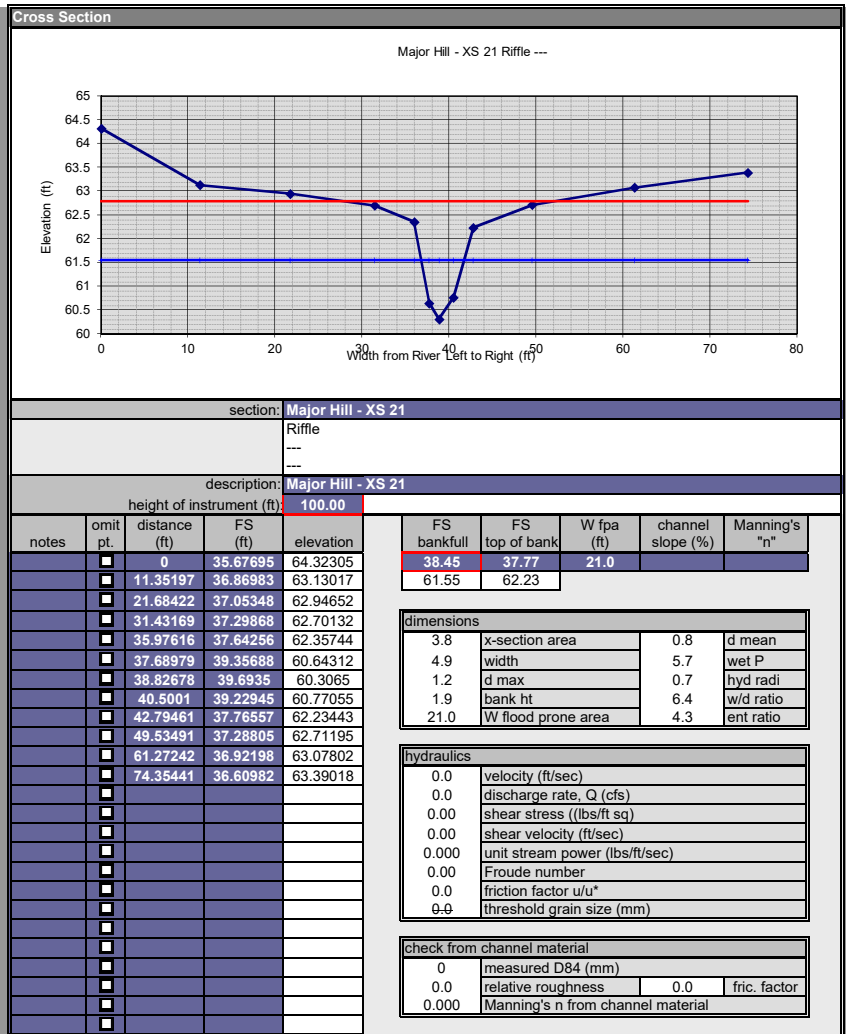 Cross Section
Major Hill - XS 21 Riffle ---
65
64.5
64
63.5
63
62.5
62
61.5
61
60.5
60
Elevation (ft)
0 10 20 30 40 50 60 70 80
Width from River Left to Right (ft)
section: Major Hill - XS 21
Riffle
---
---
description: Major Hill - XS 21
height of instrument (ft): 100.00
notes omit pt. distance (ft) FS (ft) elevation
0 35.67695 64.32305
11.35197 36.86983 63.13017
21.68422 37.05348 62.94652
31.43169 37.29868 62.70132
35.97616 37.64256 62.35744
37.68979 39.35688 60.64312
38.82678 39.6935 60.3065
40.5001 39.22945 60.77055
42.79461 37.76557 62.23443
49.53491 37.28805 62.71195
61.27242 36.92198 63.07802
74.35441 36.60982 63.39018
FS bankfull FS top of bank W fpa (ft) channel slope (%) Manning's "n"
38.45 37.77 21.0
61.55 62.23
dimensions
3.8 x-section area 0.8 d mean
4.9 width 5.7 wet P
1.2 d max 0.7 hyd radi
1.9 bank ht 6.4 w/d ratio
21.0 W flood prone area 4.3 ent ratio
hydraulics
0.0 velocity (ft/sec)
0.0 discharge rate, Q (cfs)
0.00 shear stress ((lbs/ft sq)
0.00 shear velocity (ft/sec)
0.000 unit stream power (lbs/ft/sec)
0.00 Froude number
0.0 friction factor u/u*
0.0 threshold grain size (mm)
check from channel material
0 measured D84 (mm)
0.0 relative roughness 0.0 fric. factor
0.000 Manning's n from channel material